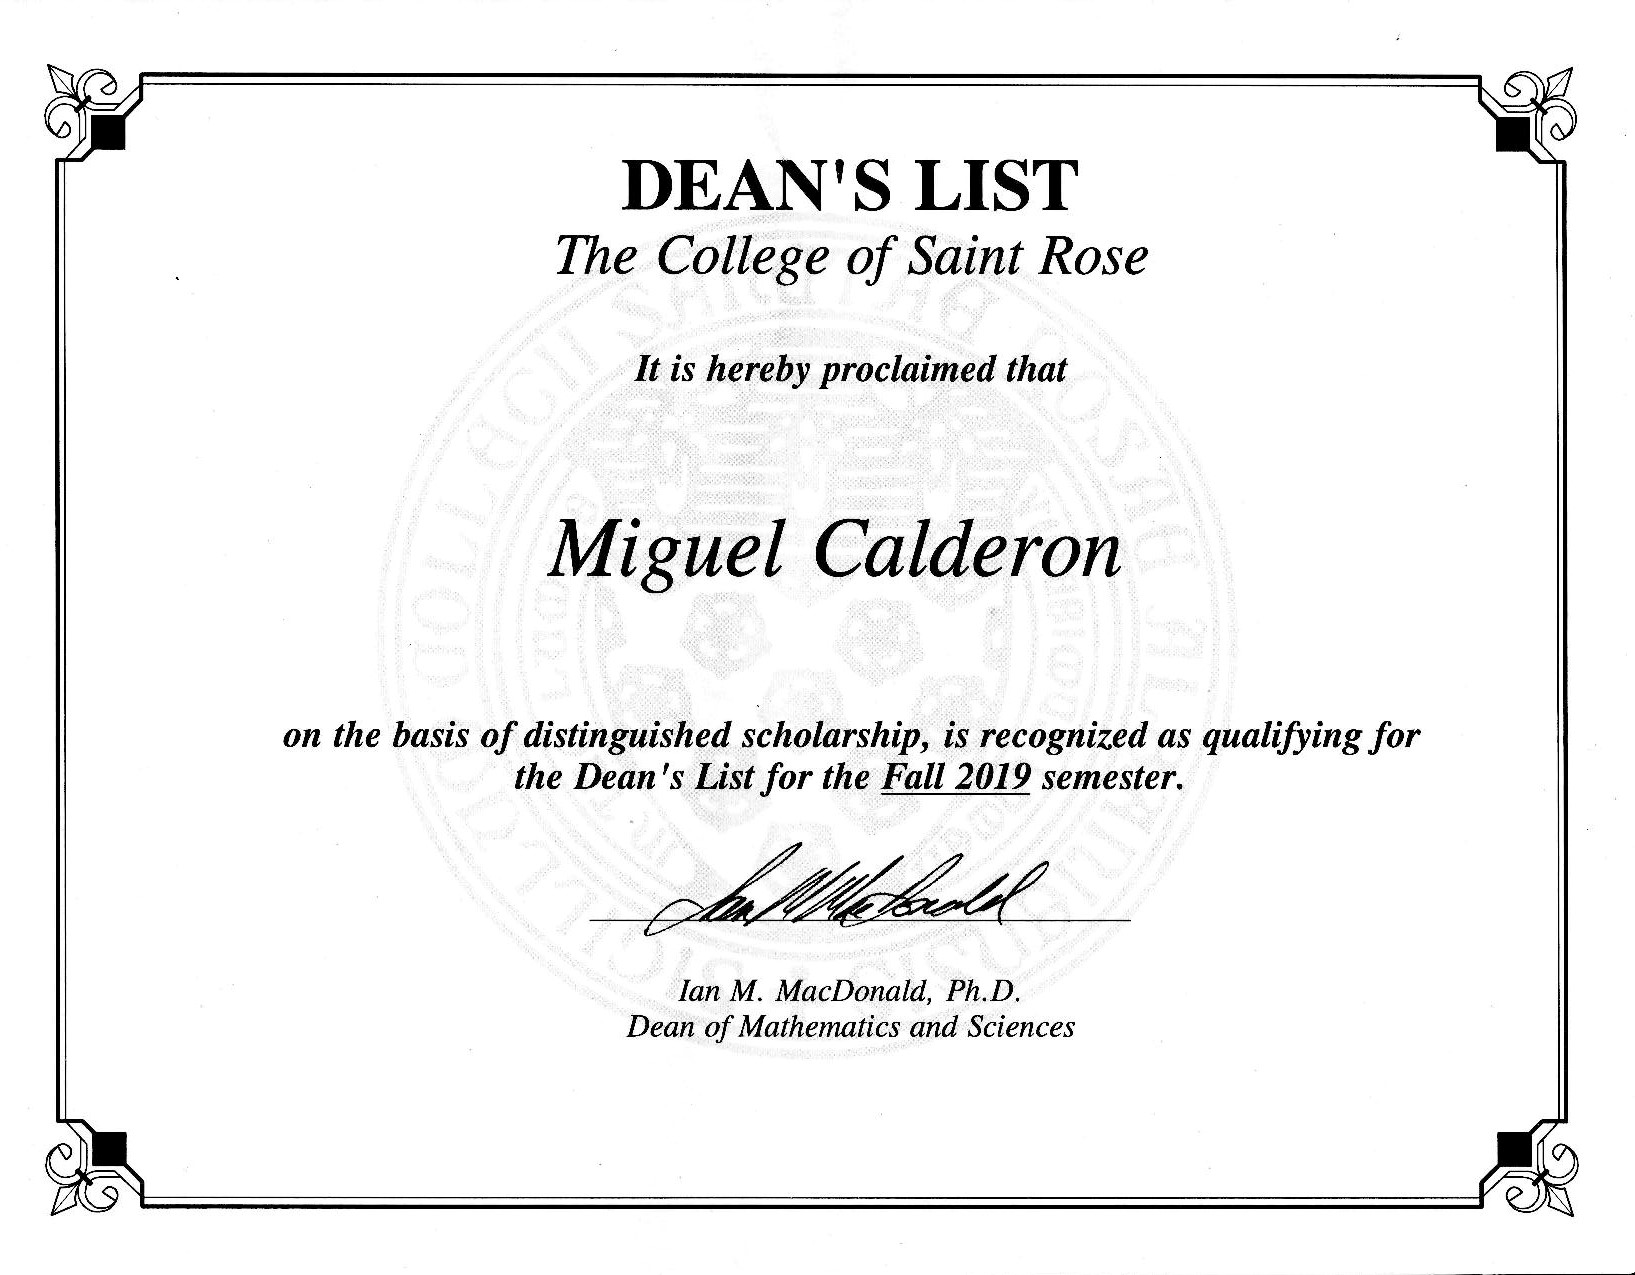 DEAN'S LIST
The College of Saint Rose
It is hereby proclaimed that
Miguel Calderon
on the basis of distinguished scholarship, is recognized as qualifying for
the Dean's List for the Fall 2019 semester.
Ian M. MacDonald
Ian M. MacDonald, Ph.D.
Dean of Mathematics and Sciences